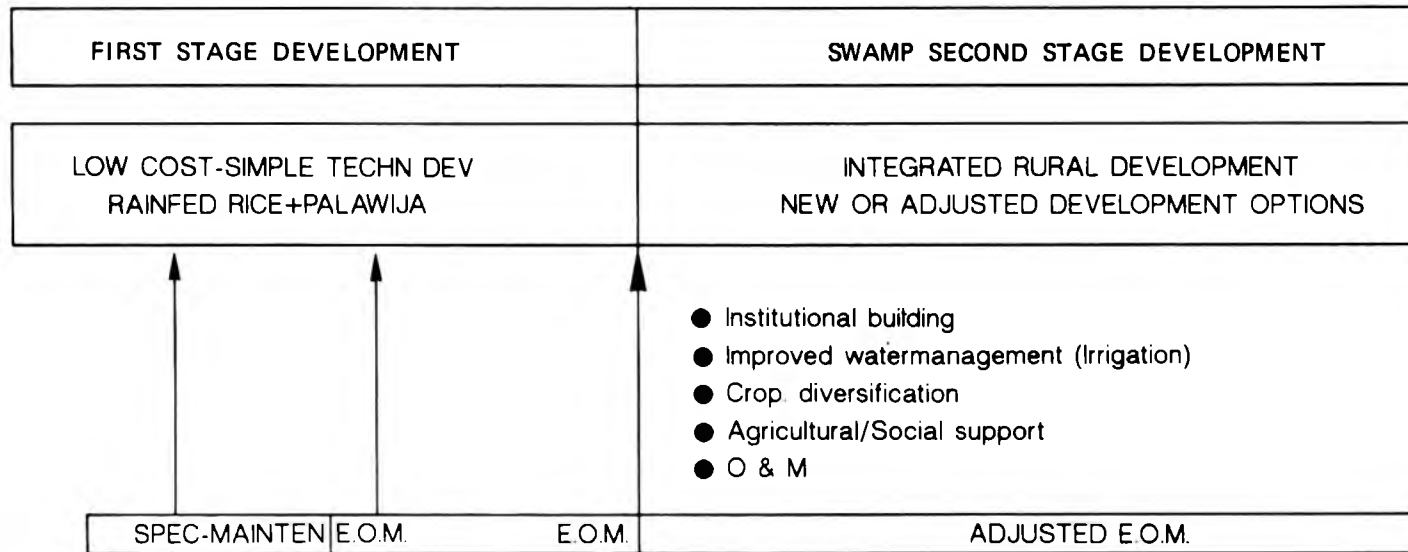 FIRST STAGE DEVELOPMENT
SWAMP SECOND STAGE DEVELOPMENT
LOW COST-SIMPLE TECHN DEV
RAINFED RICE+PALAWIJA
INTEGRATED RURAL DEVELOPMENT
NEW OR ADJUSTED DEVELOPMENT OPTIONS
● Institutional building
● Improved watermanagement (Irrigation)
● Crop. diversification
● Agricultural/Social support
● O & M
SPEC-MAINTEN
E.O.M.
E.O.M.
ADJUSTED E.O.M.